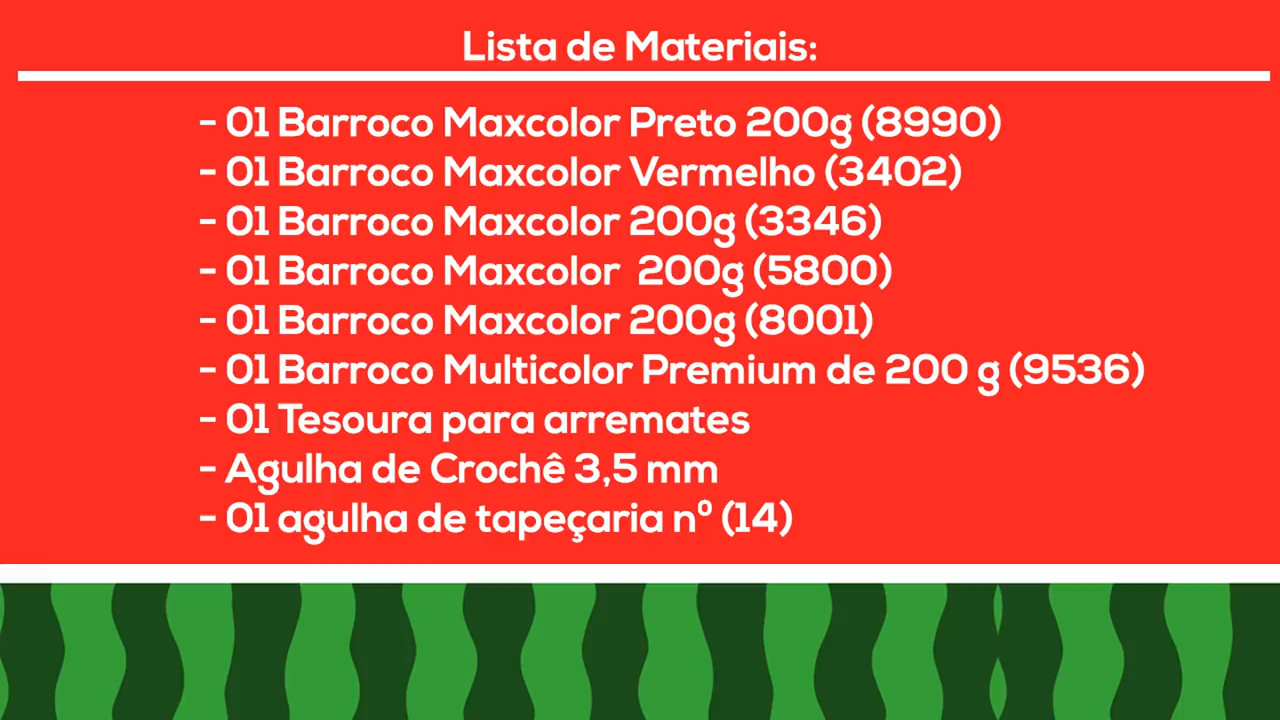 Lista de Materiais:
- 01 Barroco Maxcolor Preto 200g (8990)
- 01 Barroco Maxcolor Vermelho (3402)
- 01 Barroco Maxcolor 200g (3346)
- 01 Barroco Maxcolor  200g (5800)
- 01 Barroco Maxcolor 200g (8001)
- 01 Barroco Multicolor Premium de 200 g (9536)
- 01 Tesoura para arremates
- Agulha de Crochê 3,5 mm
- 01 agulha de tapeçaria nº (14)